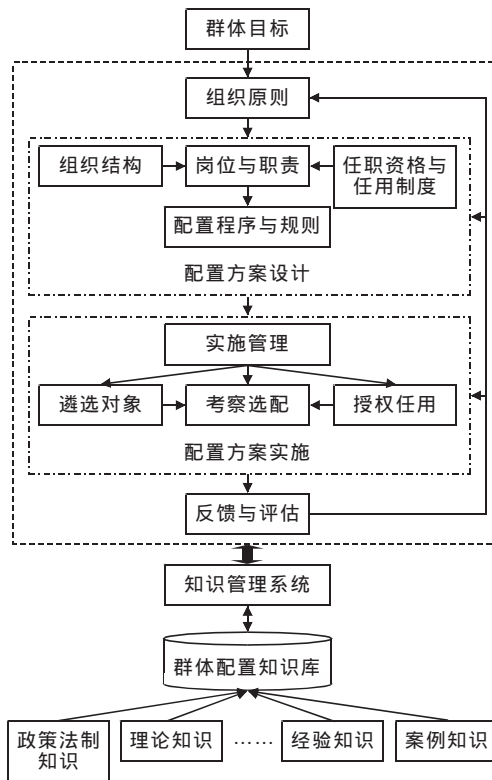 群体目标
组织原则
组织结构
岗位与职责
任职资格与
任用制度
配置程序与规则
配置方案设计
实施管理
遴选对象
考察选配
授权任用
配置方案实施
反馈与评估
知识管理系统
群体配置知识库
政策法制
知识
理论知识
……
经验知识
案例知识